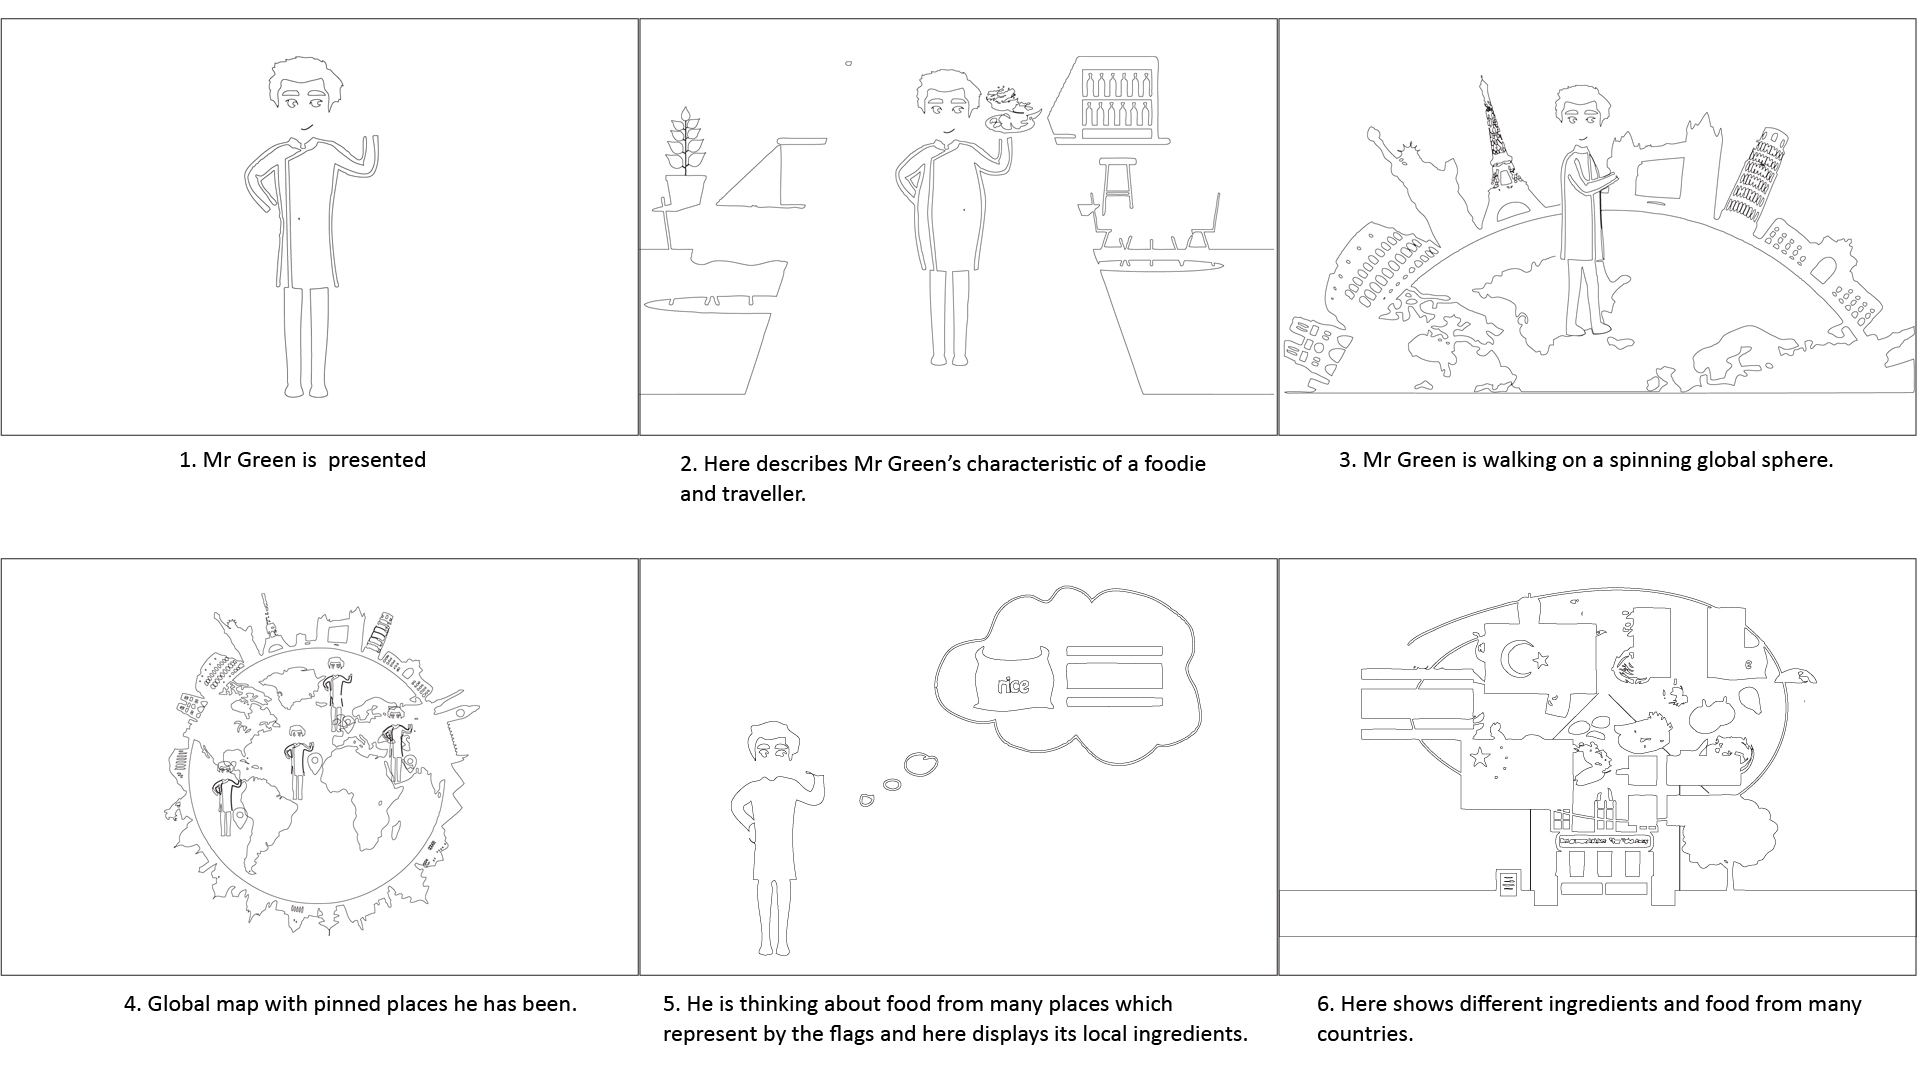 1. Mr Green is  presented
2. Here describes Mr Green's characteristic of a foodie
and traveller.
3. Mr Green is walking on a spinning global sphere.
4. Global map with pinned places he has been.
rice
5. He is thinking about food from many places which
represent by the flags and here displays its local ingredients.
6. Here shows different ingredients and food from many
countries.